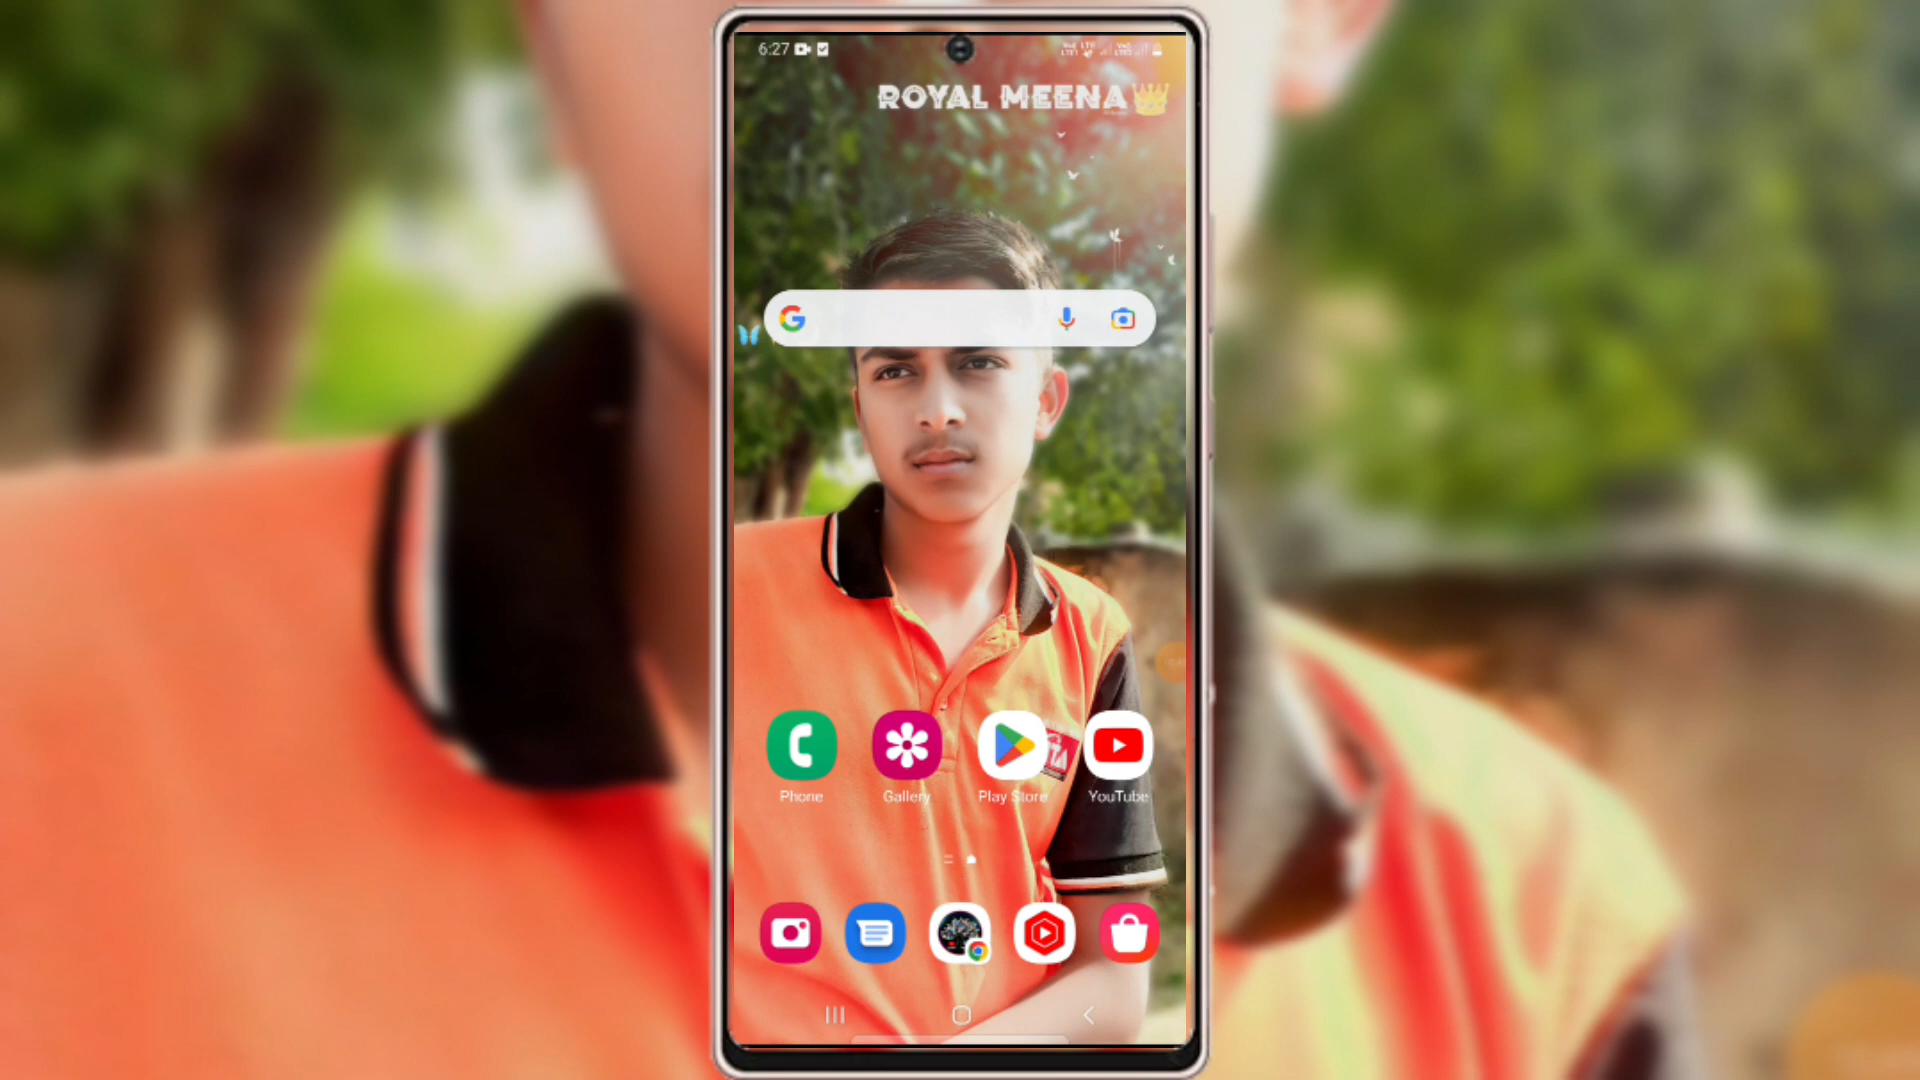 6:27
ROYAL MEENA
Phone
Gallery
Play Store
YouTube